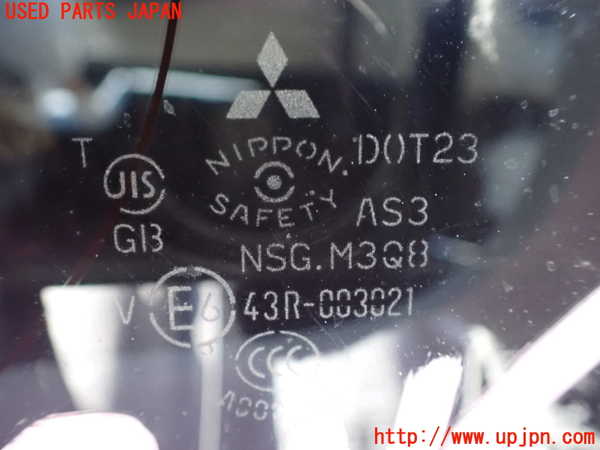 USED PARTS JAPAN
T NIPPON. DOT23
JIS SAFETY AS3
G13 NSG.M3Q8
V E6 43R-003021
CCC
http://www.upjpn.com/